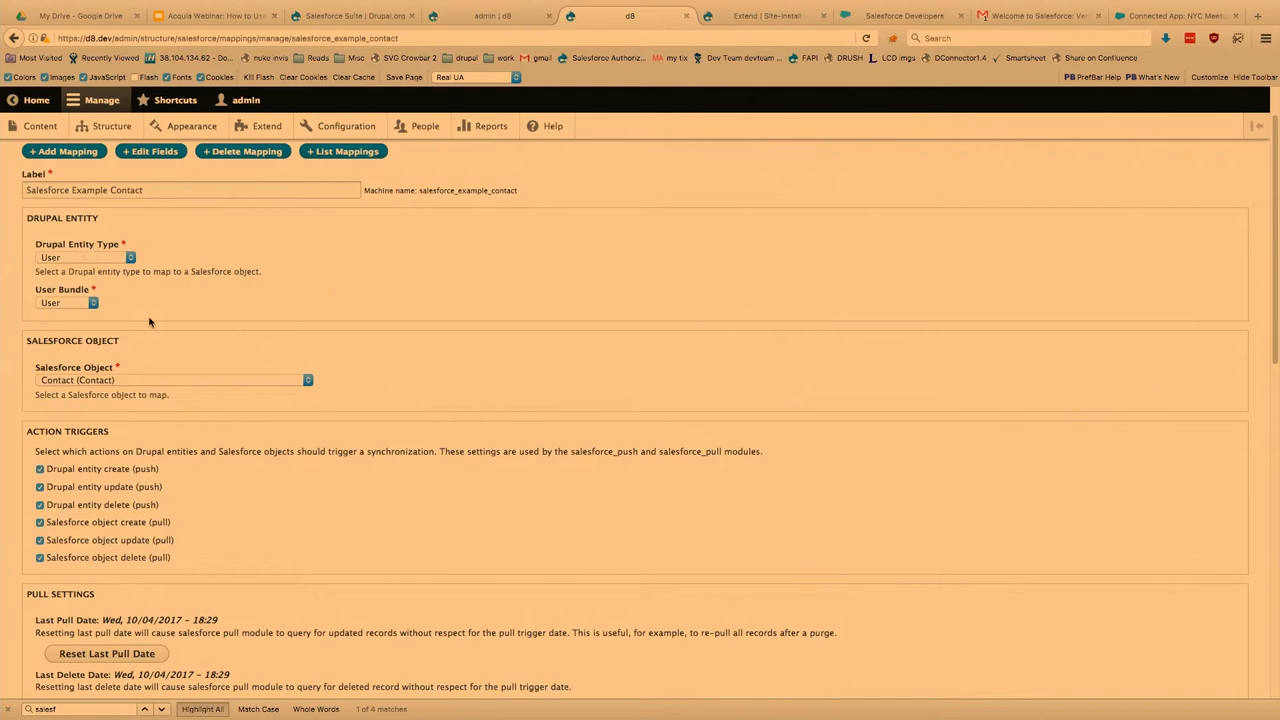 My Drive - Google Drive
Acquia Webinar: How to Use
Salesforce Suite | Drupal.org
admin | d8
d8
Extend | Site-Install
Salesforce Developers
Welcome to Salesforce: Ver
Connected App: NYC Meetu
https://d8.dev/admin/structure/salesforce/mappings/manage/salesforce_example_contact
Search
Most Visited
Recently Viewed
38.104.134.62 - Disc
nuke invis
Reads
Misc
SVG Crowbar 2
drupal
work
gmail
Salesforce Authoriz...
MA my tix
Dev Team devteam ...
FAPI
DRUSH
LCD imgs
DConnector1.4
Smartsheet
Share on Confluence
Colors
Images
JavaScript
Flash
Fonts
Cookies
Kill Flash
Clear Cookies
Clear Cache
Save Page
Real UA
PB PrefBar Help
PB What's New
Customize
Hide Toolbar
Home
Manage
Shortcuts
admin
Content
Structure
Appearance
Extend
Configuration
People
Reports
Help
+ Add Mapping
+ Edit Fields
+ Delete Mapping
+ List Mappings
Label *
Salesforce Example Contact
Machine name: salesforce_example_contact
DRUPAL ENTITY
Drupal Entity Type *
User
Select a Drupal entity type to map to a Salesforce object.
User Bundle *
User
SALESFORCE OBJECT
Salesforce Object *
Contact (Contact)
Select a Salesforce object to map.
ACTION TRIGGERS
Select which actions on Drupal entities and Salesforce objects should trigger a synchronization. These settings are used by the salesforce_push and salesforce_pull modules.
Drupal entity create (push)
Drupal entity update (push)
Drupal entity delete (push)
Salesforce object create (pull)
Salesforce object update (pull)
Salesforce object delete (pull)
PULL SETTINGS
Last Pull Date: Wed, 10/04/2017 - 18:29
Resetting last pull date will cause salesforce pull module to query for updated records without respect for the pull trigger date. This is useful, for example, to re-pull all records after a purge.
Reset Last Pull Date
Last Delete Date: Wed, 10/04/2017 - 18:29
Resetting last delete date will cause salesforce pull module to query for deleted record without respect for the pull trigger date.
salesf
Highlight All
Match Case
Whole Words
1 of 4 matches